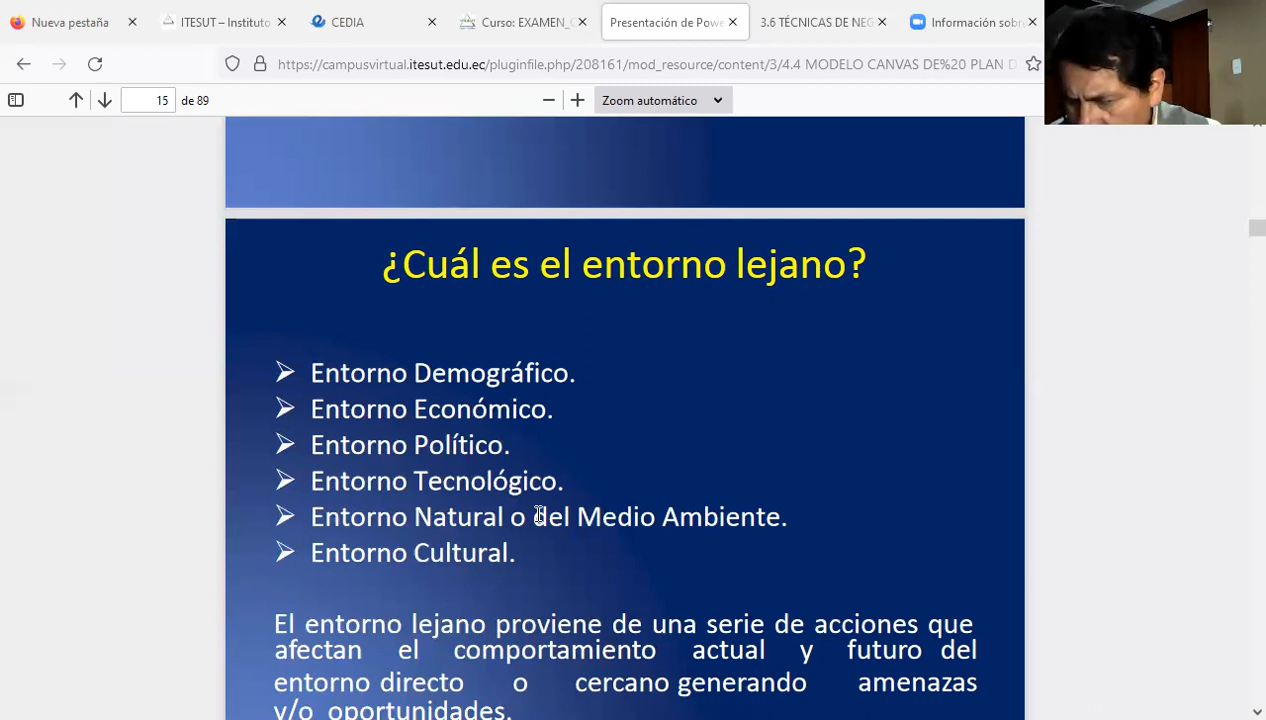 Nueva pestaña
ITESUT – Instituto
CEDIA
Curso: EXAMEN_
Presentación de Powe
3.6 TÉCNICAS DE NEG
Información sobr
https://campusvirtual.itesut.edu.ec/pluginfile.php/208161/mod_resource/content/3/4.4 MODELO CANVAS DE%20 PLAN D
15 de 89
Zoom automático
¿Cuál es el entorno lejano?
Entorno Demográfico.
Entorno Económico.
Entorno Político.
Entorno Tecnológico.
Entorno Natural o del Medio Ambiente.
Entorno Cultural.
El entorno lejano proviene de una serie de acciones que
afectan el comportamiento actual y futuro del
entorno directo o cercano generando amenazas
y/o oportunidades.